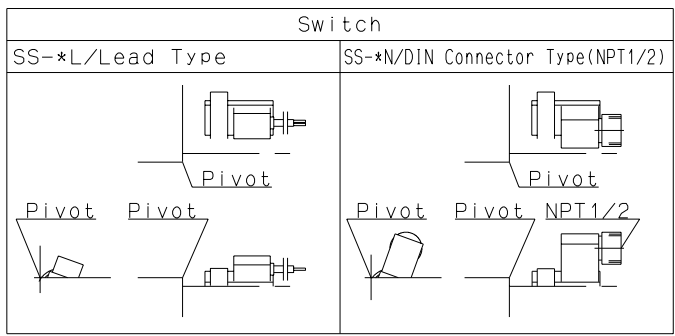 Switch
SS-*L/Lead Type
SS-*N/DIN Connector Type(NPT1/2)
Pivot
Pivot
Pivot Pivot
Pivot Pivot NPT1/2